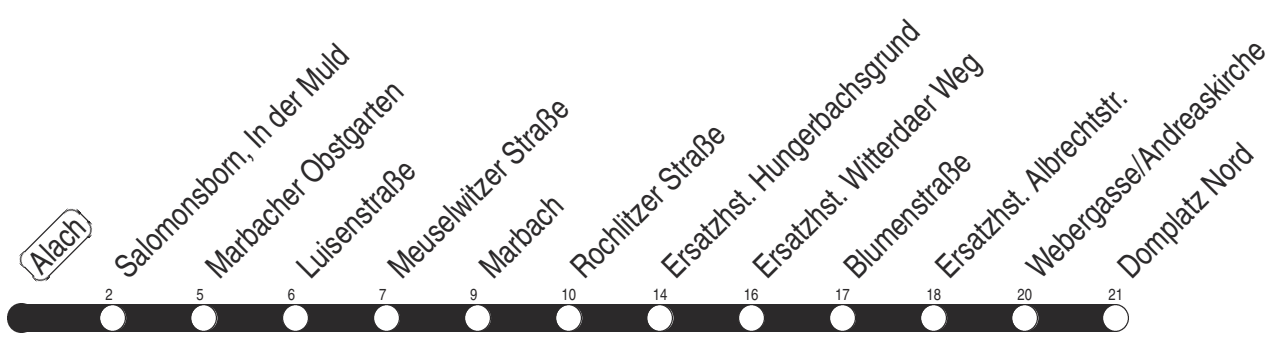 Alach
Salomonsborn, In der Muld
Marbacher Obstgarten
Luisenstraße
Meuselwitzer Straße
Marbach
Rochlitzer Straße
Ersatzhst. Hungerbachsgrund
Ersatzhst. Witterdaer Weg
Blumenstraße
Ersatzhst. Albrechtstr.
Webergasse/Andreaskirche
Domplatz Nord
2 5 6 7 9 10 14 16 17 18 20 21